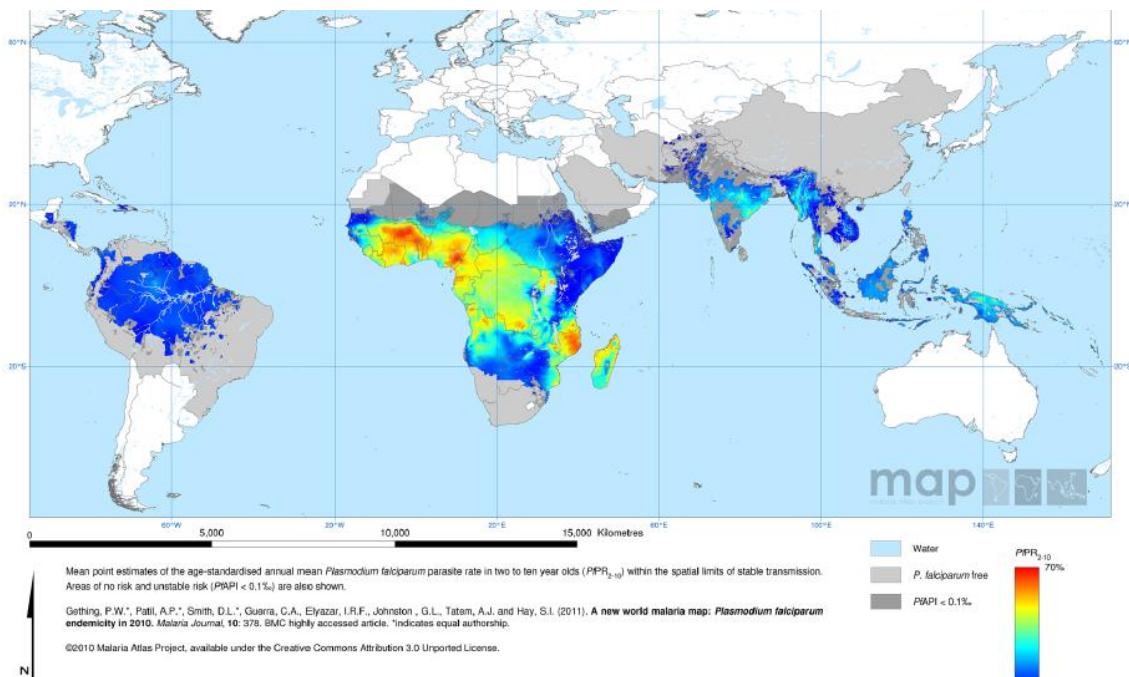 60°N
60°N
20°N
20°N
20°S
20°S
map
60°W
20°W
20°E
60°E
100°E
140°E
0
5,000
10,000
15,000 Kilometres
Water
P. falciparum free
PfAPI < 0.1‰
PfPR2-10
70%
0%
Mean point estimates of the age-standardised annual mean Plasmodium falciparum parasite rate in two to ten year olds (PfPR2-10) within the spatial limits of stable transmission.
Areas of no risk and unstable risk (PfAPI < 0.1‰) are also shown.
Gething, P.W.*, Patil, A.P.*, Smith, D.L.*, Guerra, C.A., Elyazar, I.R.F., Johnston , G.L., Tatem, A.J. and Hay, S.I. (2011). A new world malaria map: Plasmodium falciparum
endemicity in 2010. Malaria Journal, 10: 378. BMC highly accessed article. *indicates equal authorship.
©2010 Malaria Atlas Project, available under the Creative Commons Attribution 3.0 Unported License.
N